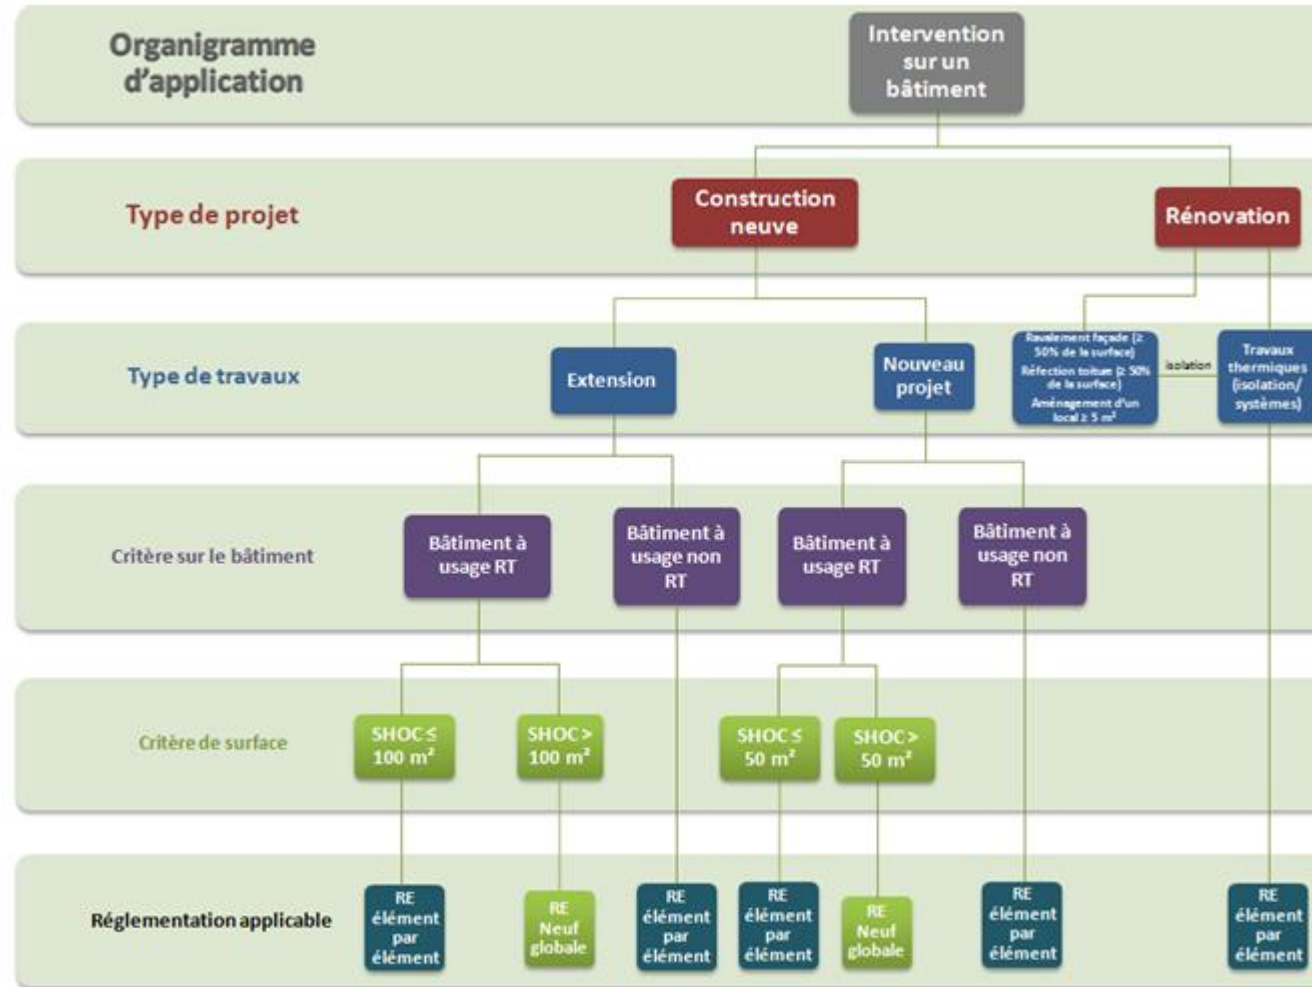 Organigramme
d'application
Intervention
sur un
bâtiment
Type de projet
Construction
neuve
Rénovation
Type de travaux
Extension
Nouveau
projet
Ravalement façade (≥
50% de la surface)
Réfection toiture (≥ 50%
de la surface)
Aménagement d'un
local ≥ 5 m²
isolation
Travaux
thermiques
(isolation/
systèmes)
Critère sur le bâtiment
Bâtiment à
usage RT
Bâtiment à
usage non
RT
Bâtiment à
usage RT
Bâtiment à
usage non
RT
Critère de surface
SHOC ≤
100 m²
SHOC >
100 m²
SHOC ≤
50 m²
SHOC >
50 m²
Réglementation applicable
RE
élément
par
élément
RE
Neuf
globale
RE
élément
par
élément
RE
élément
par
élément
RE
Neuf
globale
RE
élément
par
élément
RE
élément
par
élément